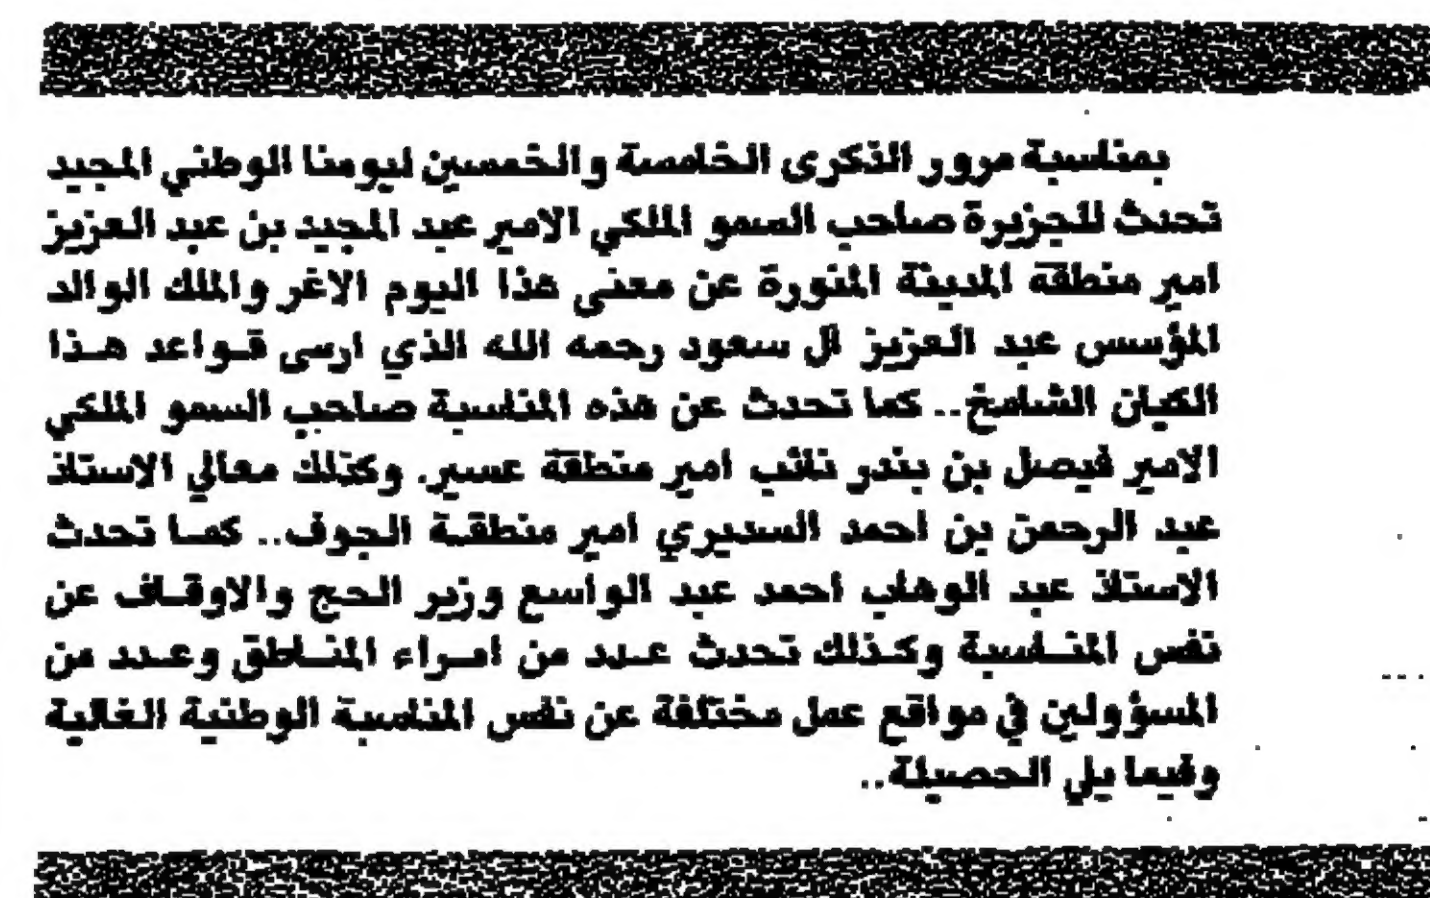 بمناسبة مرور الذكرى الخامسة والخمسين ليومنا الوطني المجيد
تحدث للجزيرة صاحب السمو الملكي الامير عبد المجيد بن عبد العزيز
امير منطقة المدينة المنورة عن معنى هذا اليوم الاغر والملك الوالد
المؤسس عبد العزيز آل سعود رحمه الله الذي ارسى قواعد هذا
الكيان الشامخ.. كما تحدث عن هذه المناسبة صاحب السمو الملكي
الامير فيصل بن بندر نائب امير منطقة عسير. وكذلك معالي الاستاذ
عبد الرحمن بن احمد السديري امير منطقة الجوف.. كما تحدث
الاستاذ عبد الوهاب احمد عبد الواسع وزير الحج والاوقاف عن
نفس المناسبة وكذلك تحدث عدد من امراء المناطق وعدد من
المسؤولين في مواقع عمل مختلفة عن نفس المناسبة الوطنية الغالية
وفيما يلي الحصيلة..